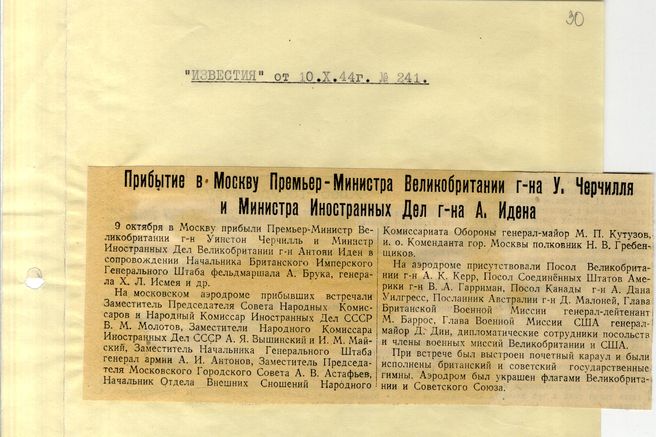 30
"ИЗВЕСТИЯ" от 10.X.44г. № 241.
Прибытие в Москву Премьер-Министра Великобритании г-на У. Черчилля
и Министра Иностранных Дел г-на А. Идена
9 октября в Москву прибыли Премьер-Министр Ве-
ликобритании г-н Уинстон Черчилль и Министр
Иностранных Дел Великобритании г-н Антони Иден в
сопровождении Начальника Британского Имперского
Генерального Штаба фельдмаршала А. Брука, генера-
ла Х. Л. Исмея и др.
На московском аэродроме прибывших встречали
Заместитель Председателя Совета Народных Комис-
саров и Народный Комиссар Иностранных Дел СССР
В. М. Молотов, Заместители Народного Комиссара
Иностранных Дел СССР А. Я. Вышинский и И. М. Май-
ский, Заместитель Начальника Генерального Штаба
генерал армии А. И. Антонов, Заместитель Председа-
теля Московского Городского Совета А. В. Астафьев,
Начальник Отдела Внешних Сношений Народного
Комиссариата Обороны генерал-майор М. П. Кутузов,
и. о. Коменданта гор. Москвы полковник Н. В. Гребен-
щиков.
На аэродроме присутствовали Посол Великобрита-
нии г-н А. К. Керр, Посол Соединённых Штатов Аме-
рики г-н В. А. Гарриман, Посол Канады г-н А. Дана
Уилгресс, Посланник Австралии г-н Д. Малоней, Глава
Британской Военной Миссии генерал-лейтенант
М. Баррос, Глава Военной Миссии США генерал-
майор Д. Дин, дипломатические сотрудники посольств
и члены военных миссий Великобритании и США.
При встрече был выстроен почетный караул и были
исполнены британский и советский государственные
гимны. Аэродром был украшен флагами Великобрита-
нии и Советского Союза.